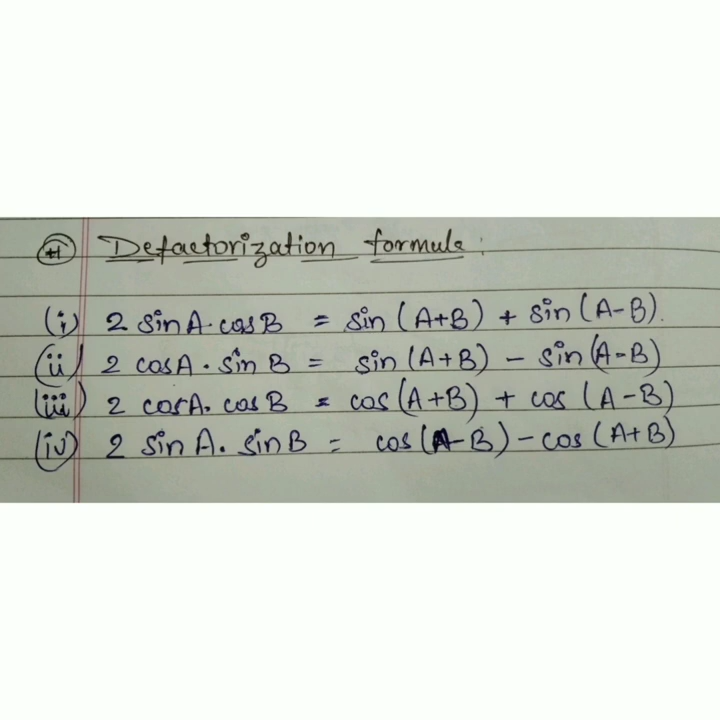 Defactorization formula :
(i) 2 sin A · cos B = sin (A+B) + sin (A-B).
(ii) 2 cos A · sin B = sin (A+B) - sin (A-B)
(iii) 2 cos A · cos B = cos (A+B) + cos (A-B)
(iv) 2 sin A · sin B = cos (A-B) - cos (A+B)